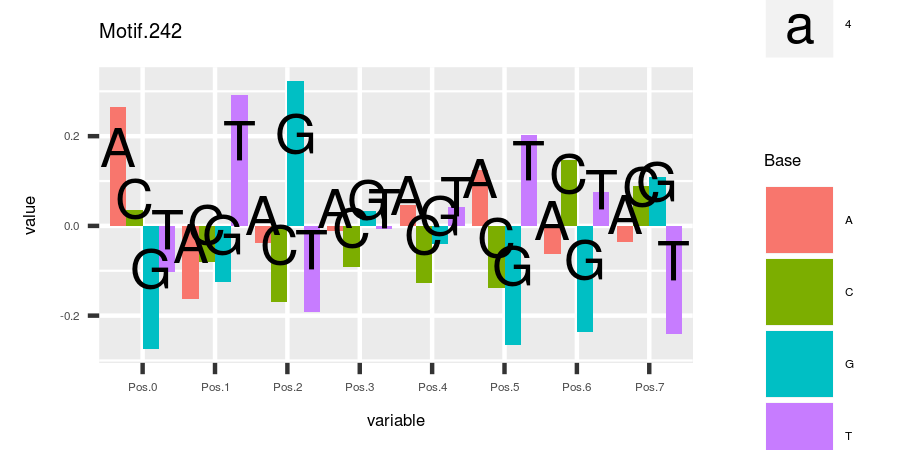 Motif.242
a 4
value
0.2
0.0
-0.2
A C G T A C G T A C G T A C G T A C G T A C G T A C G T A C G T
Pos.0 Pos.1 Pos.2 Pos.3 Pos.4 Pos.5 Pos.6 Pos.7
variable
Base
A
C
G
T